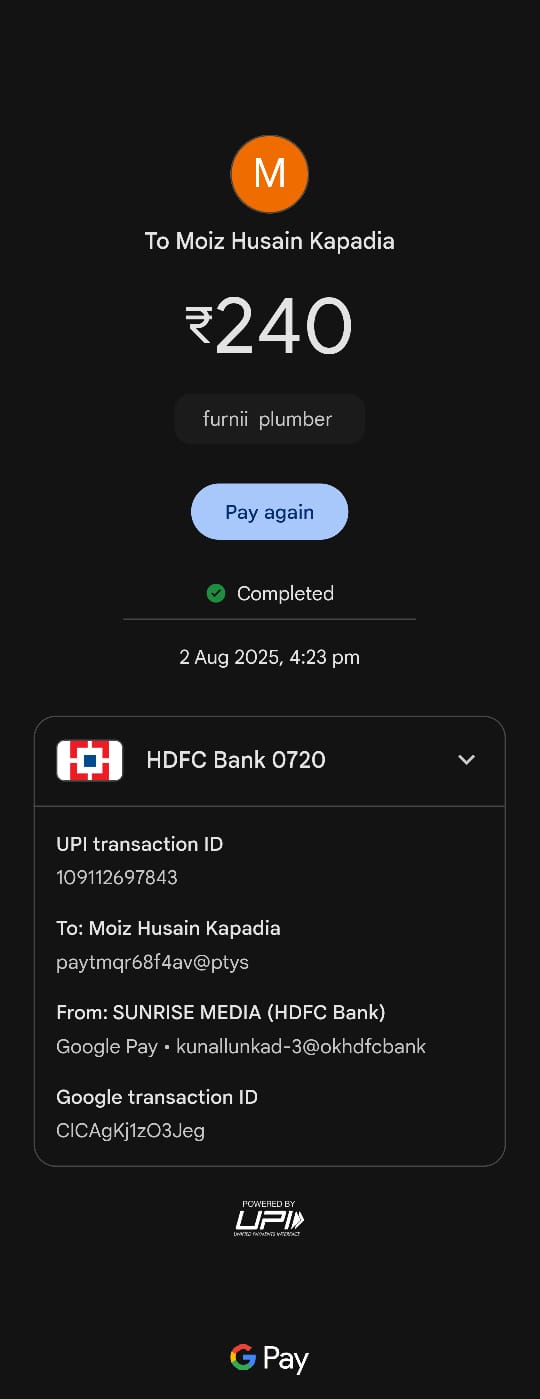 M
To Moiz Husain Kapadia
₹240
furnii plumber
Pay again
Completed
2 Aug 2025, 4:23 pm
HDFC Bank 0720
UPI transaction ID
109112697843
To: Moiz Husain Kapadia
paytmqr68f4av@ptys
From: SUNRISE MEDIA (HDFC Bank)
Google Pay • kunallunkad-3@okhdfcbank
Google transaction ID
CICAgKj1zO3Jeg
POWERED BY
UPI
UNIFIED PAYMENTS INTERFACE
G Pay